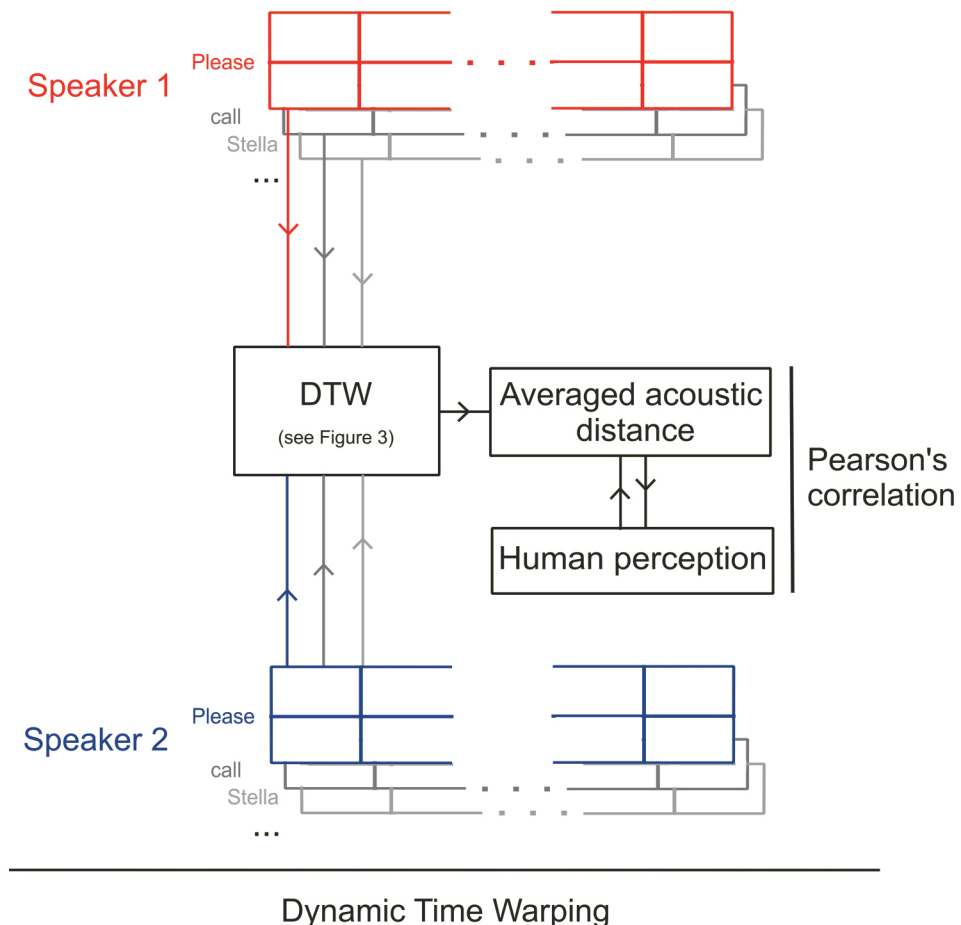 Please
Speaker 1
call
Stella
...
DTW
(see Figure 3)
Averaged acoustic
distance
Pearson's
correlation
Human perception
Please
Speaker 2
call
Stella
...
Dynamic Time Warping